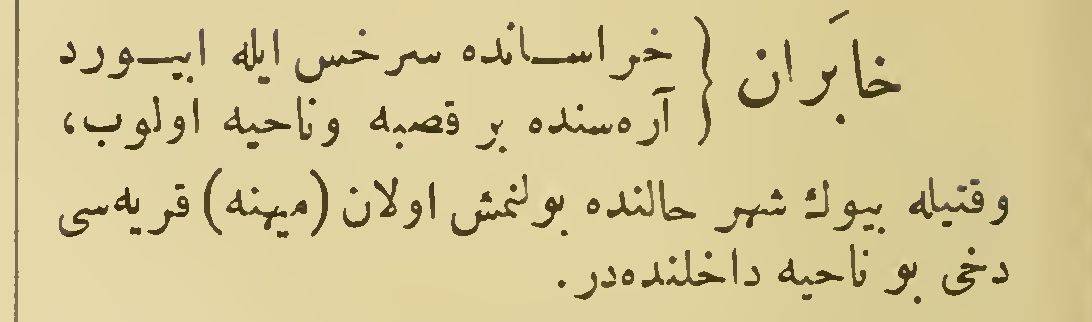 خابَران { خراسانده سرخس ایله ابیورد
آره‌سنده بر قصبه وناحیه اولوب،
وقتیله بیوك شهر حالنده بولنمش اولان (میهنه) قریه‌سی
دخی بو ناحیه داخلنده‌در.